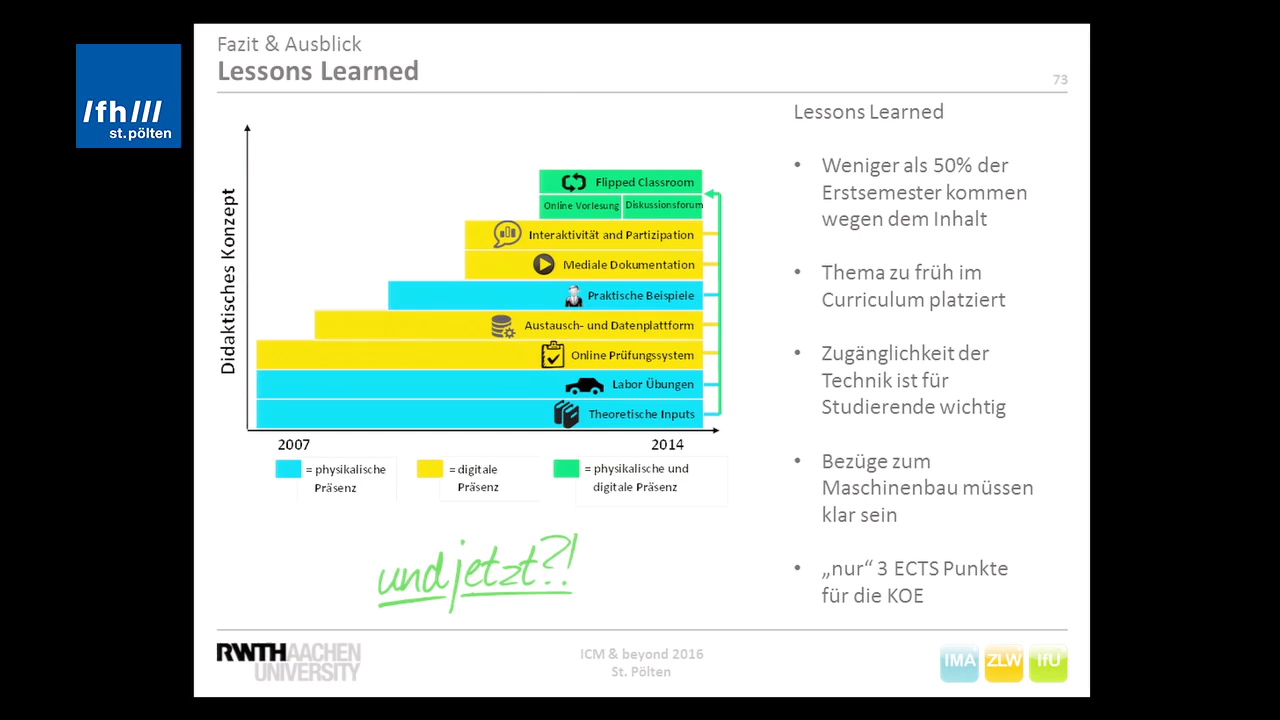 /fh///
st.pölten
Fazit & Ausblick
Lessons Learned
73
Didaktisches Konzept
Flipped Classroom
Online Vorlesung
Diskussionsforum
Interaktivität and Partizipation
Mediale Dokumentation
Praktische Beispiele
Austausch- und Datenplattform
Online Prüfungssystem
Labor Übungen
Theoretische Inputs
2007
2014
= physikalische
Präsenz
= digitale
Präsenz
= physikalische und
digitale Präsenz
und jetzt?!
Lessons Learned
• Weniger als 50% der
Erstsemester kommen
wegen dem Inhalt
• Thema zu früh im
Curriculum platziert
• Zugänglichkeit der
Technik ist für
Studierende wichtig
• Bezüge zum
Maschinenbau müssen
klar sein
• „nur“ 3 ECTS Punkte
für die KOE
RWTH AACHEN
UNIVERSITY
ICM & beyond 2016
St. Pölten
IMA
ZLW
IfU